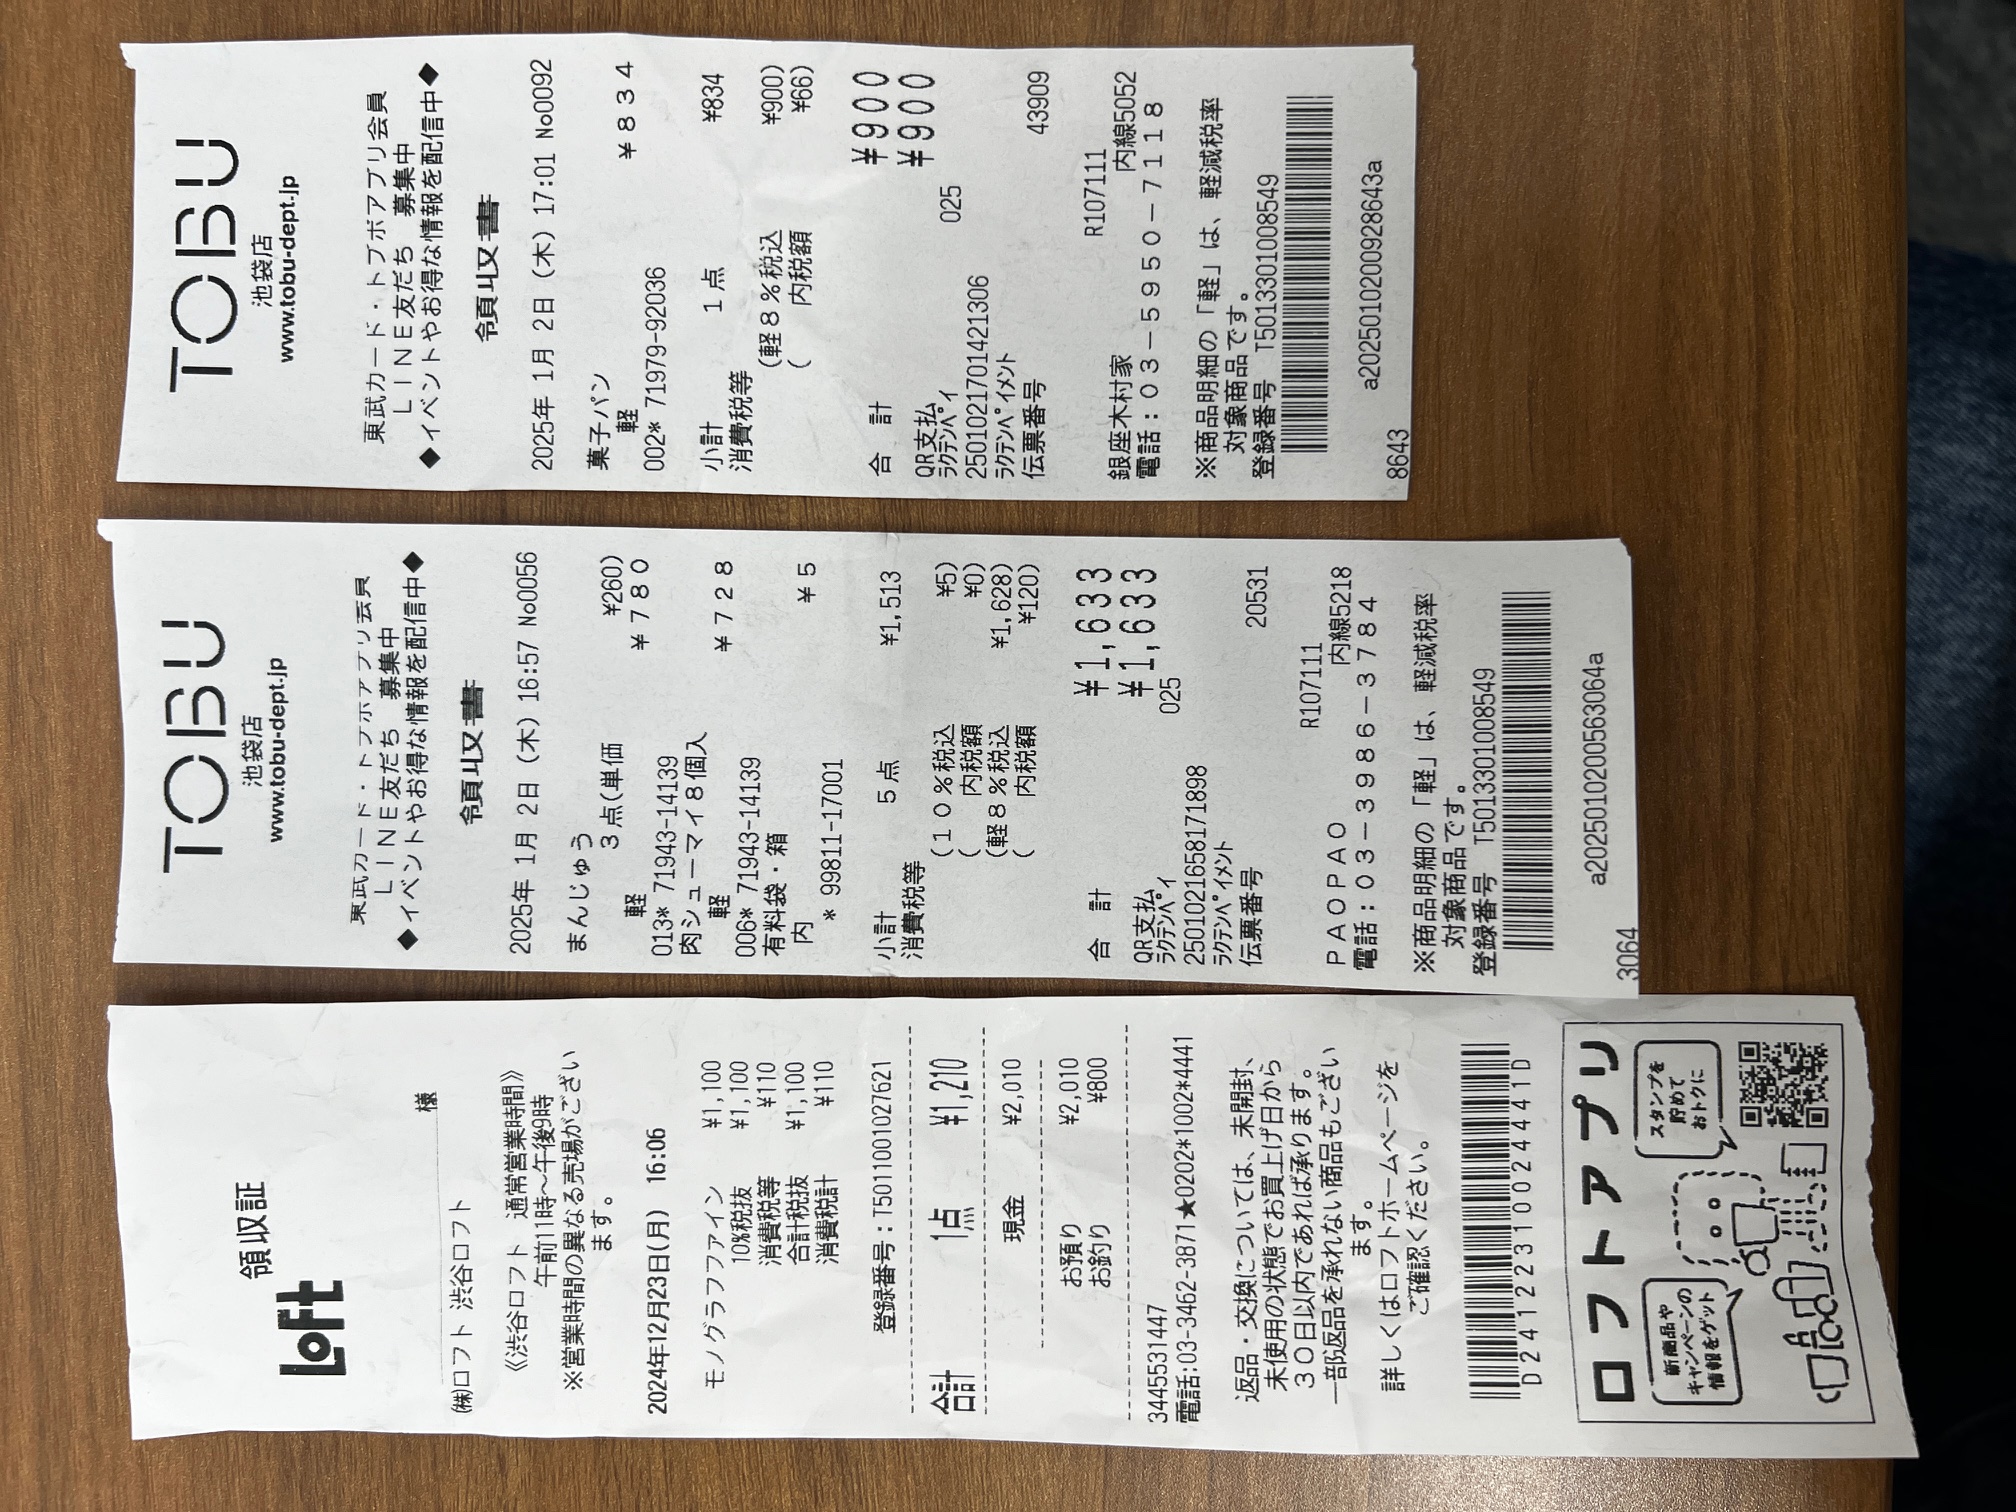 領収証
LOFT
様
㈱ロフト 渋谷ロフト
《渋谷ロフト 通常営業時間》
午前11時～午後9時
※営業時間の異なる売場がござい
ます。
2024年12月23日(月) 16:06
モノグラフファイン ¥1,100
10%税抜 ¥1,100
消費税等 ¥110
合計税抜 ¥1,100
消費税計 ¥110
登録番号：T5011001027621
合計 1点 ¥1,210
現金 ¥2,010
お預り ¥2,010
お釣り ¥800
3445531447
電話:03-3462-3871★0202*1002*4441
返品・交換については、未開封、
未使用の状態でお買上げ日から
３０日以内であれば承ります。
一部返品を承れない商品もござい
ます。
詳しくはロフトホームページを
ご確認ください。
D24122310024441D
ロフトアプリ
新商品や
キャンペーンの
情報をゲット
スタンプを
貯めて
おトクに
TOBU
池袋店
www.tobu-dept.jp
東武カード・トブポアプリ会員
ＬＩＮＥ友だち 募集中
◆イベントやお得な情報を配信中◆
領収書
2025年 1月 2日（木）16:57 No0056
まんじゅう
３点(単価 ¥260)
軽 ￥７８０
013* 71943-14139
肉シューマイ８個入
軽 ￥７２８
006* 71943-14139
有料袋・箱
内 ￥５
* 99811-17001
小計 ５点 ¥1,513
消費税等
(１０％税込 ¥5)
( 内税額 ¥0)
(軽８％税込 ¥1,628)
( 内税額 ¥120)
合 計 ￥1,633
QR支払 ￥1,633
ﾗｸﾃﾝﾍﾟｲ 025
2501021658171898
ﾗｸﾃﾝﾍﾟｲﾒﾝﾄ
伝票番号 20531
R107111
ＰＡＯＰＡＯ 内線5218
電話：０３－３９８６－３７８４
※商品明細の「軽」は、軽減税率
対象商品です。
登録番号 T5013301008549
a2025010200563064a
3064
TOBU
池袋店
www.tobu-dept.jp
東武カード・トブポアプリ会員
ＬＩＮＥ友だち 募集中
◆イベントやお得な情報を配信中◆
領収書
2025年 1月 2日（木）17:01 No0092
菓子パン
軽 ￥８３４
002* 71979-92036
小計 １点 ¥834
消費税等
(軽８％税込 ¥900)
( 内税額 ¥66)
合 計 ￥900
QR支払 ￥900
ﾗｸﾃﾝﾍﾟｲ 025
2501021701421306
ﾗｸﾃﾝﾍﾟｲﾒﾝﾄ
伝票番号 43909
R107111
銀座木村家 内線5052
電話：０３－５９５０－７１１８
※商品明細の「軽」は、軽減税率
対象商品です。
登録番号 T5013301008549
a2025010200928643a
8643